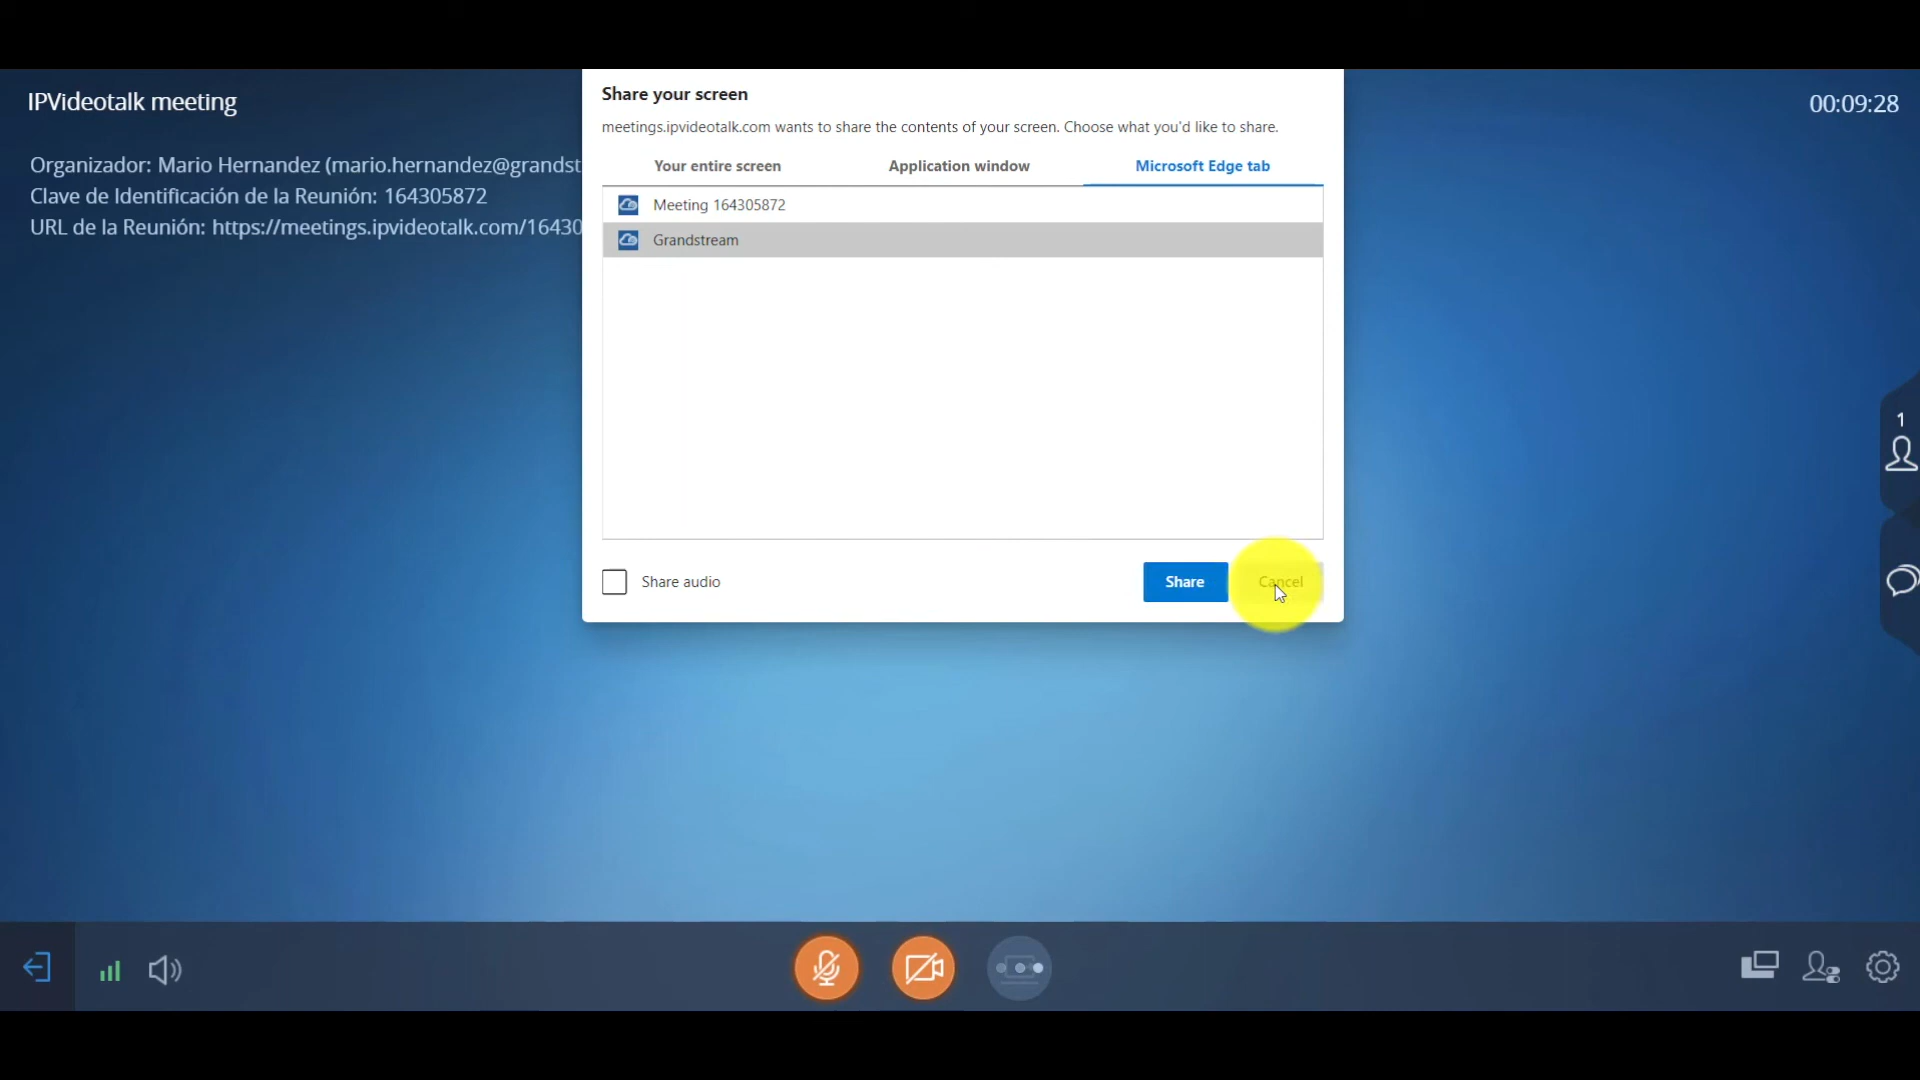 IPVideotalk meeting
00:09:28
Organizador: Mario Hernandez (mario.hernandez@grandst
Clave de Identificación de la Reunión: 164305872
URL de la Reunión: https://meetings.ipvideotalk.com/16430
Share your screen
meetings.ipvideotalk.com wants to share the contents of your screen. Choose what you'd like to share.
Your entire screen
Application window
Microsoft Edge tab
Meeting 164305872
Grandstream
Share audio
Share
Cancel
1